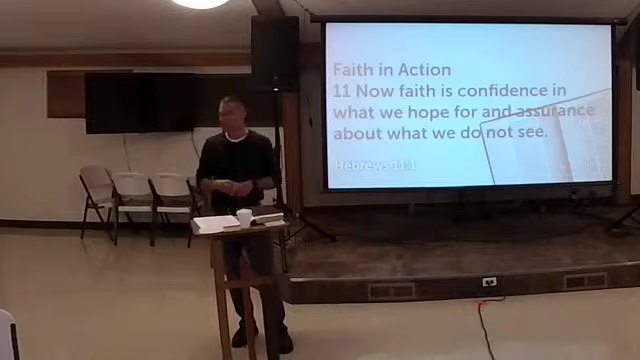 Faith in Action
11 Now faith is confidence in
what we hope for and assurance
about what we do not see.
Hebrews 11:1